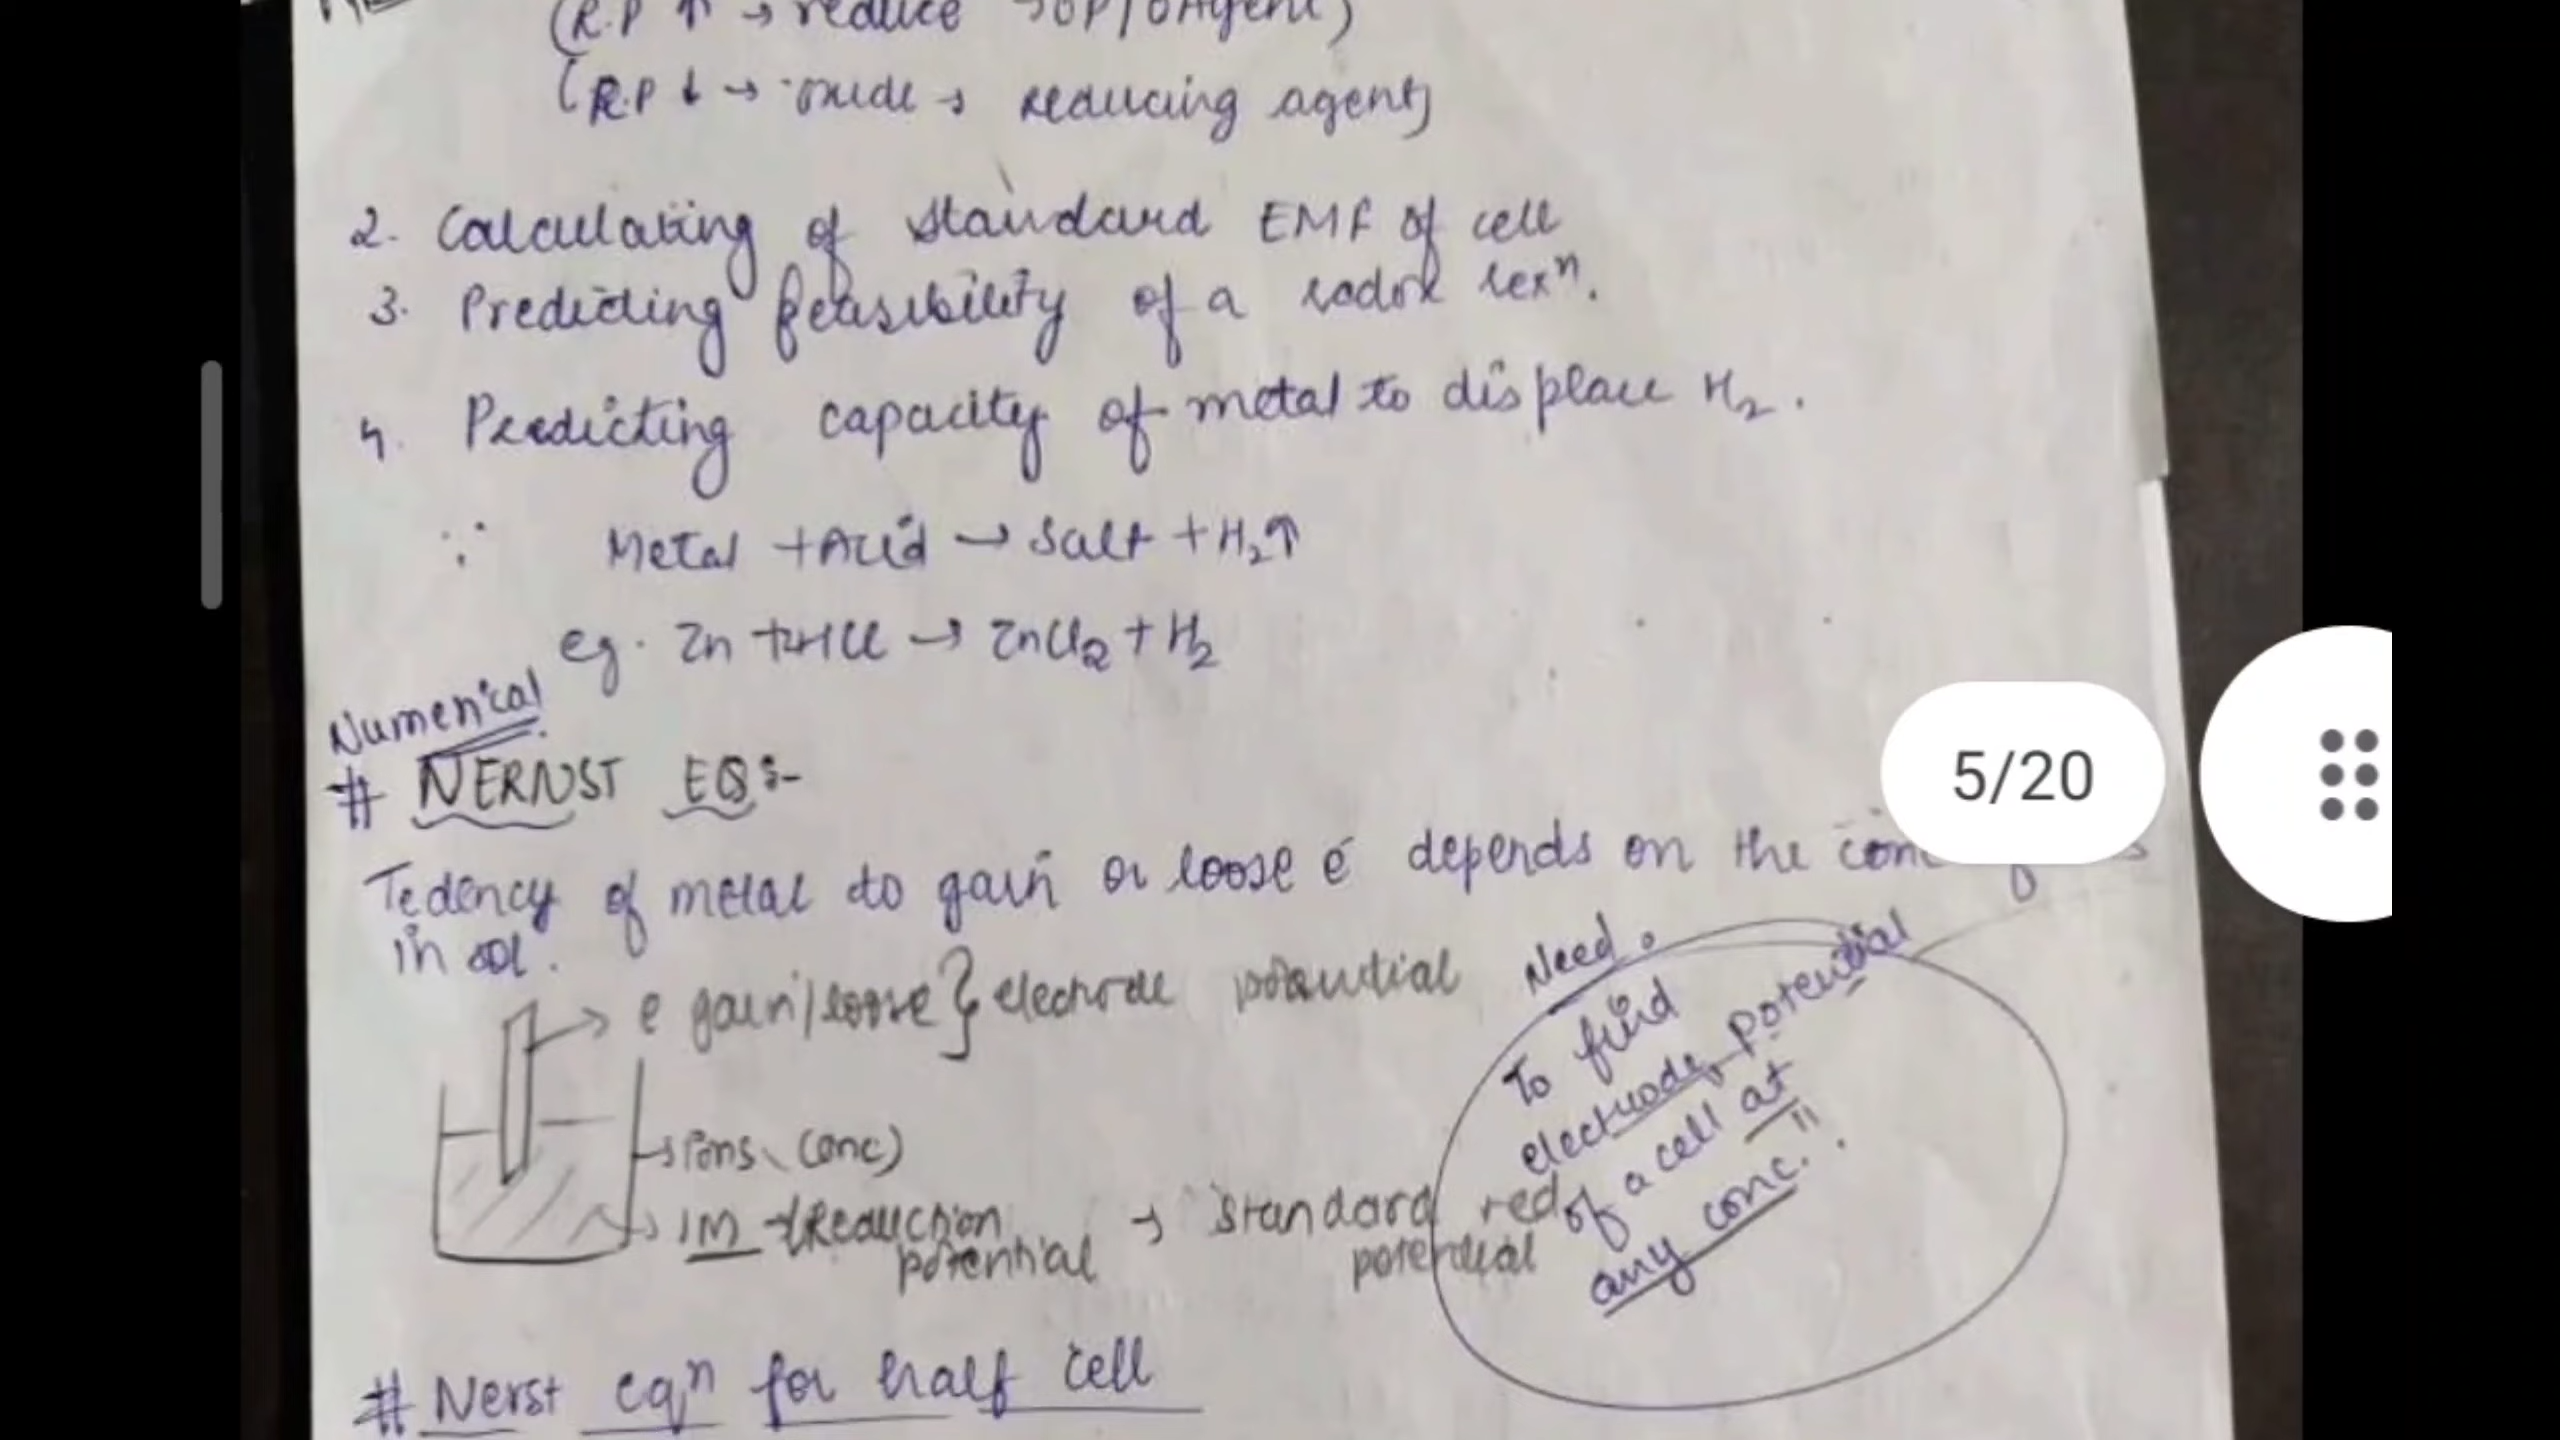 (R.P ↑ → reduce → OP/OAgent)
(R.P ↓ → oxide → reducing agent)
2. Calculating of standard EMF of cell
3. Predicting feasibility of a redox rexⁿ.
4. Predicting capacity of metal to displace H₂.
∵ Metal + Acid → Salt + H₂↑
eg. Zn + 2HCl → ZnCl₂ + H₂
Numerical
# NERNST EQ:-
5/20
Tedency of metal to gain or loose e⁻ depends on the conc
in sol.
e gain/loose } electrode potential
→ ions (conc)
→ 1M → Reduction potential → Standard red potential
Need.
To find
electrode potential
of a cell at
any conc.
# Nerst eqⁿ for half cell